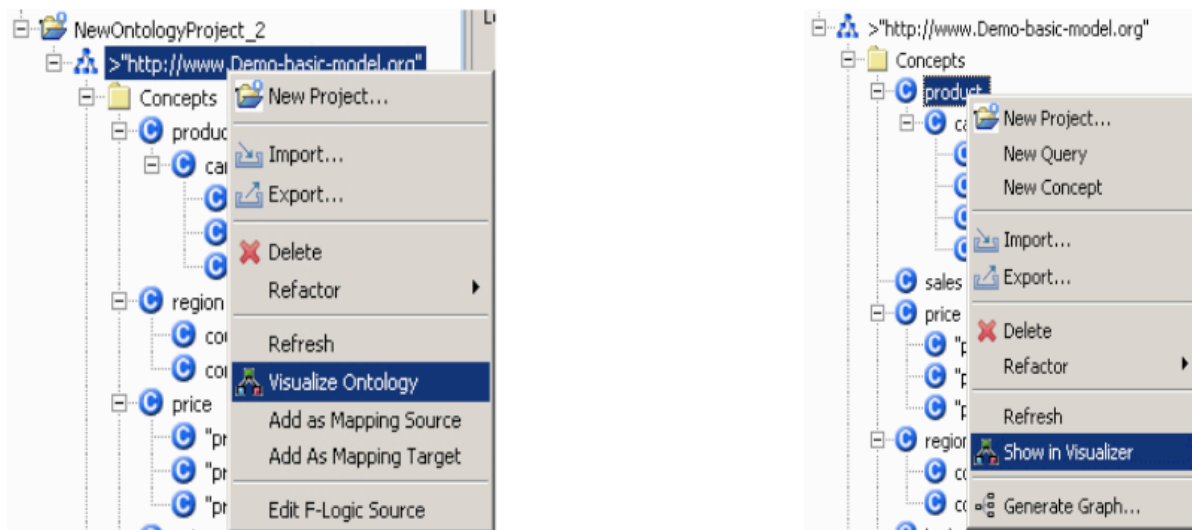 NewOntologyProject_2
>"http://www.Demo-basic-model.org"
Concepts
region
price
New Project...
Import...
Export...
Delete
Refactor
Refresh
Visualize Ontology
Add as Mapping Source
Add As Mapping Target
Edit F-Logic Source
>"http://www.Demo-basic-model.org"
Concepts
product
sales
price
New Project...
New Query
New Concept
Import...
Export...
Delete
Refactor
Refresh
Show in Visualizer
Generate Graph...